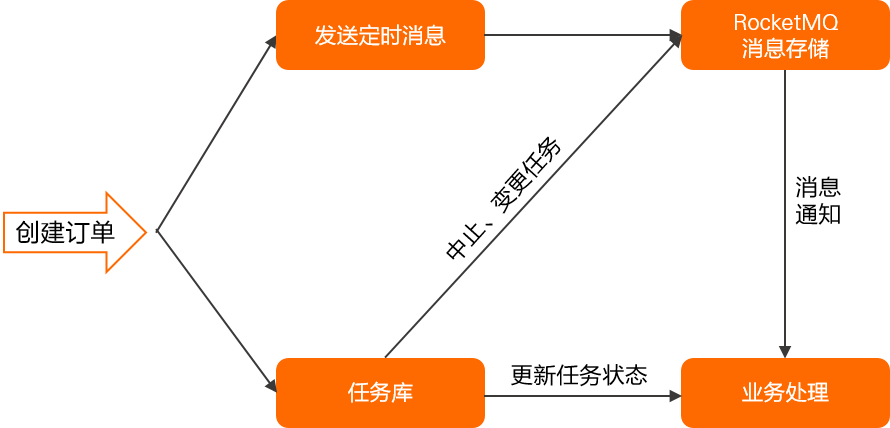 发送定时消息
RocketMQ
消息存储
中止、变更任务
消息
通知
创建订单
任务库
更新任务状态
业务处理